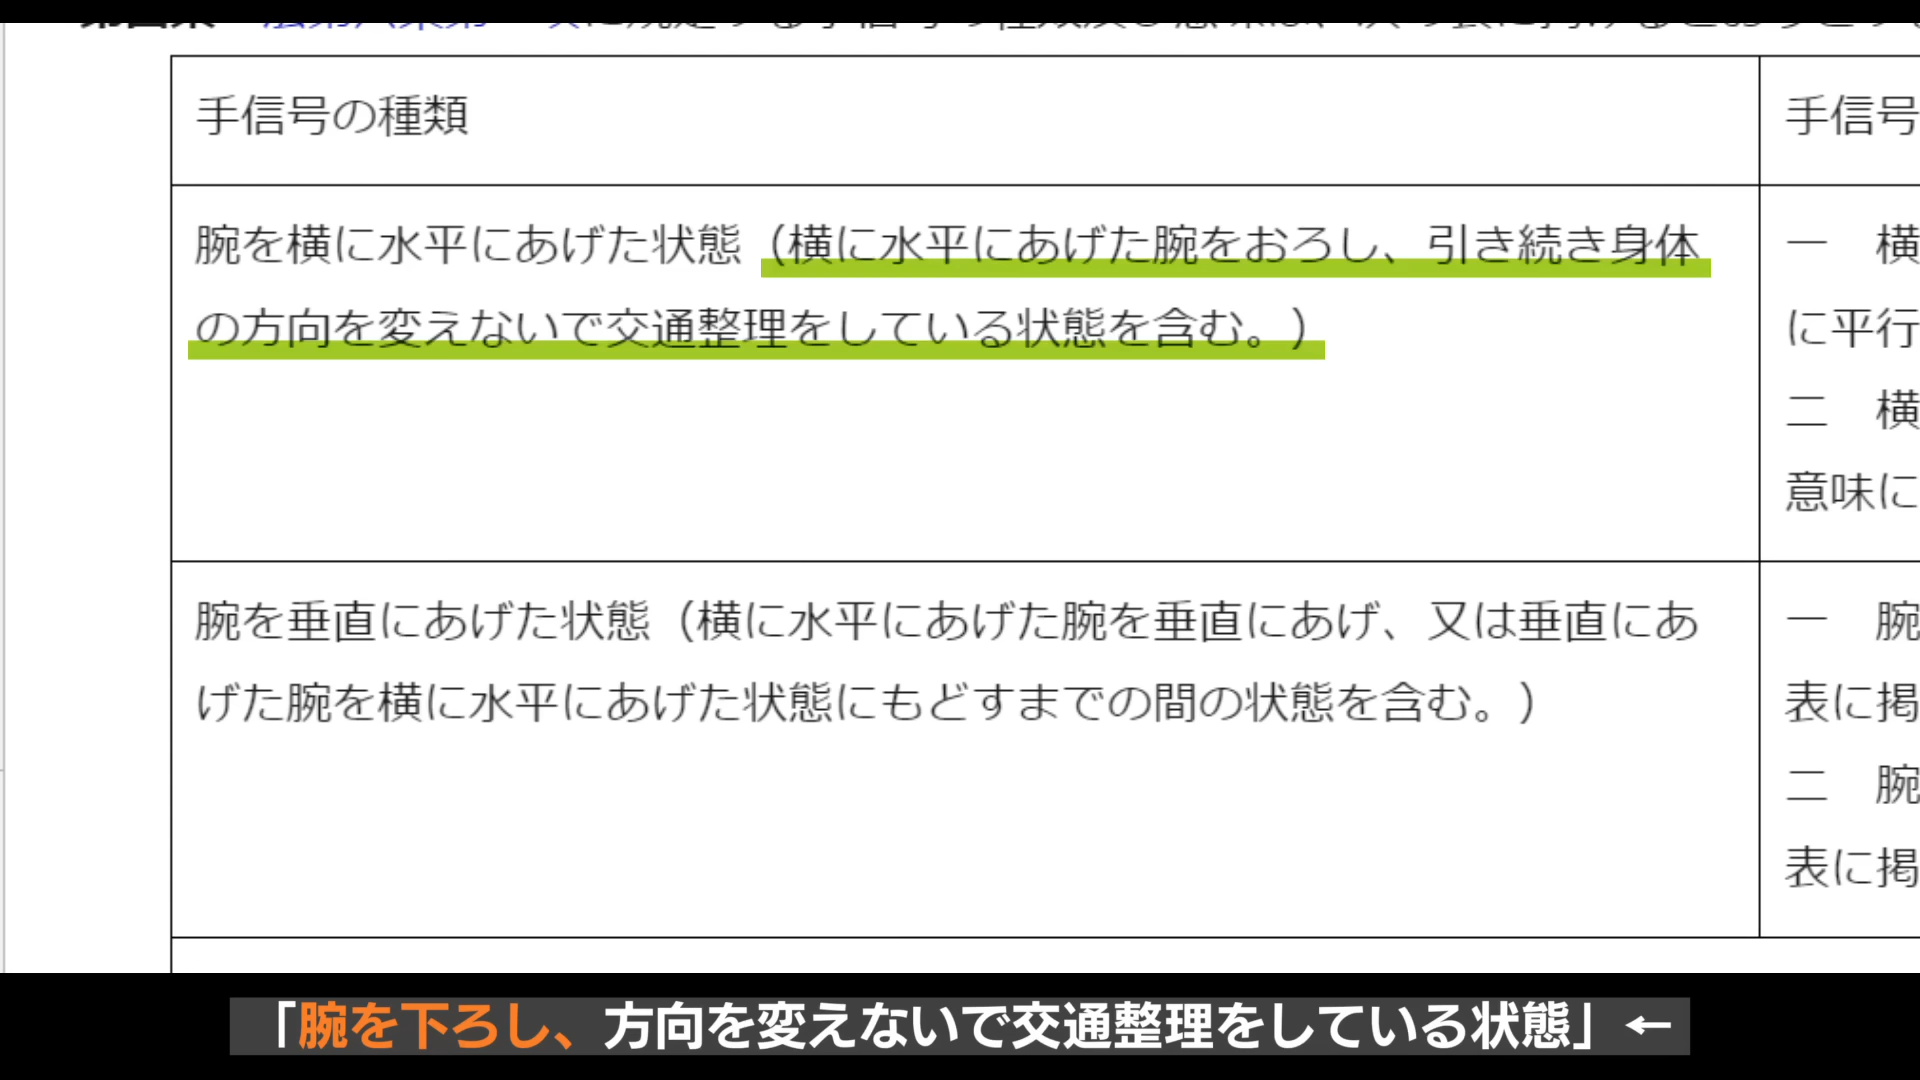 手信号の種類
手信号
腕を横に水平にあげた状態（横に水平にあげた腕をおろし、引き続き身体
の方向を変えないで交通整理をしている状態を含む。）
一　横
に平行
二　横
意味に
腕を垂直にあげた状態（横に水平にあげた腕を垂直にあげ、又は垂直にあ
げた腕を横に水平にあげた状態にもどすまでの間の状態を含む。）
一　腕
表に掲
二　腕
表に掲
「腕を下ろし、方向を変えないで交通整理をしている状態」←